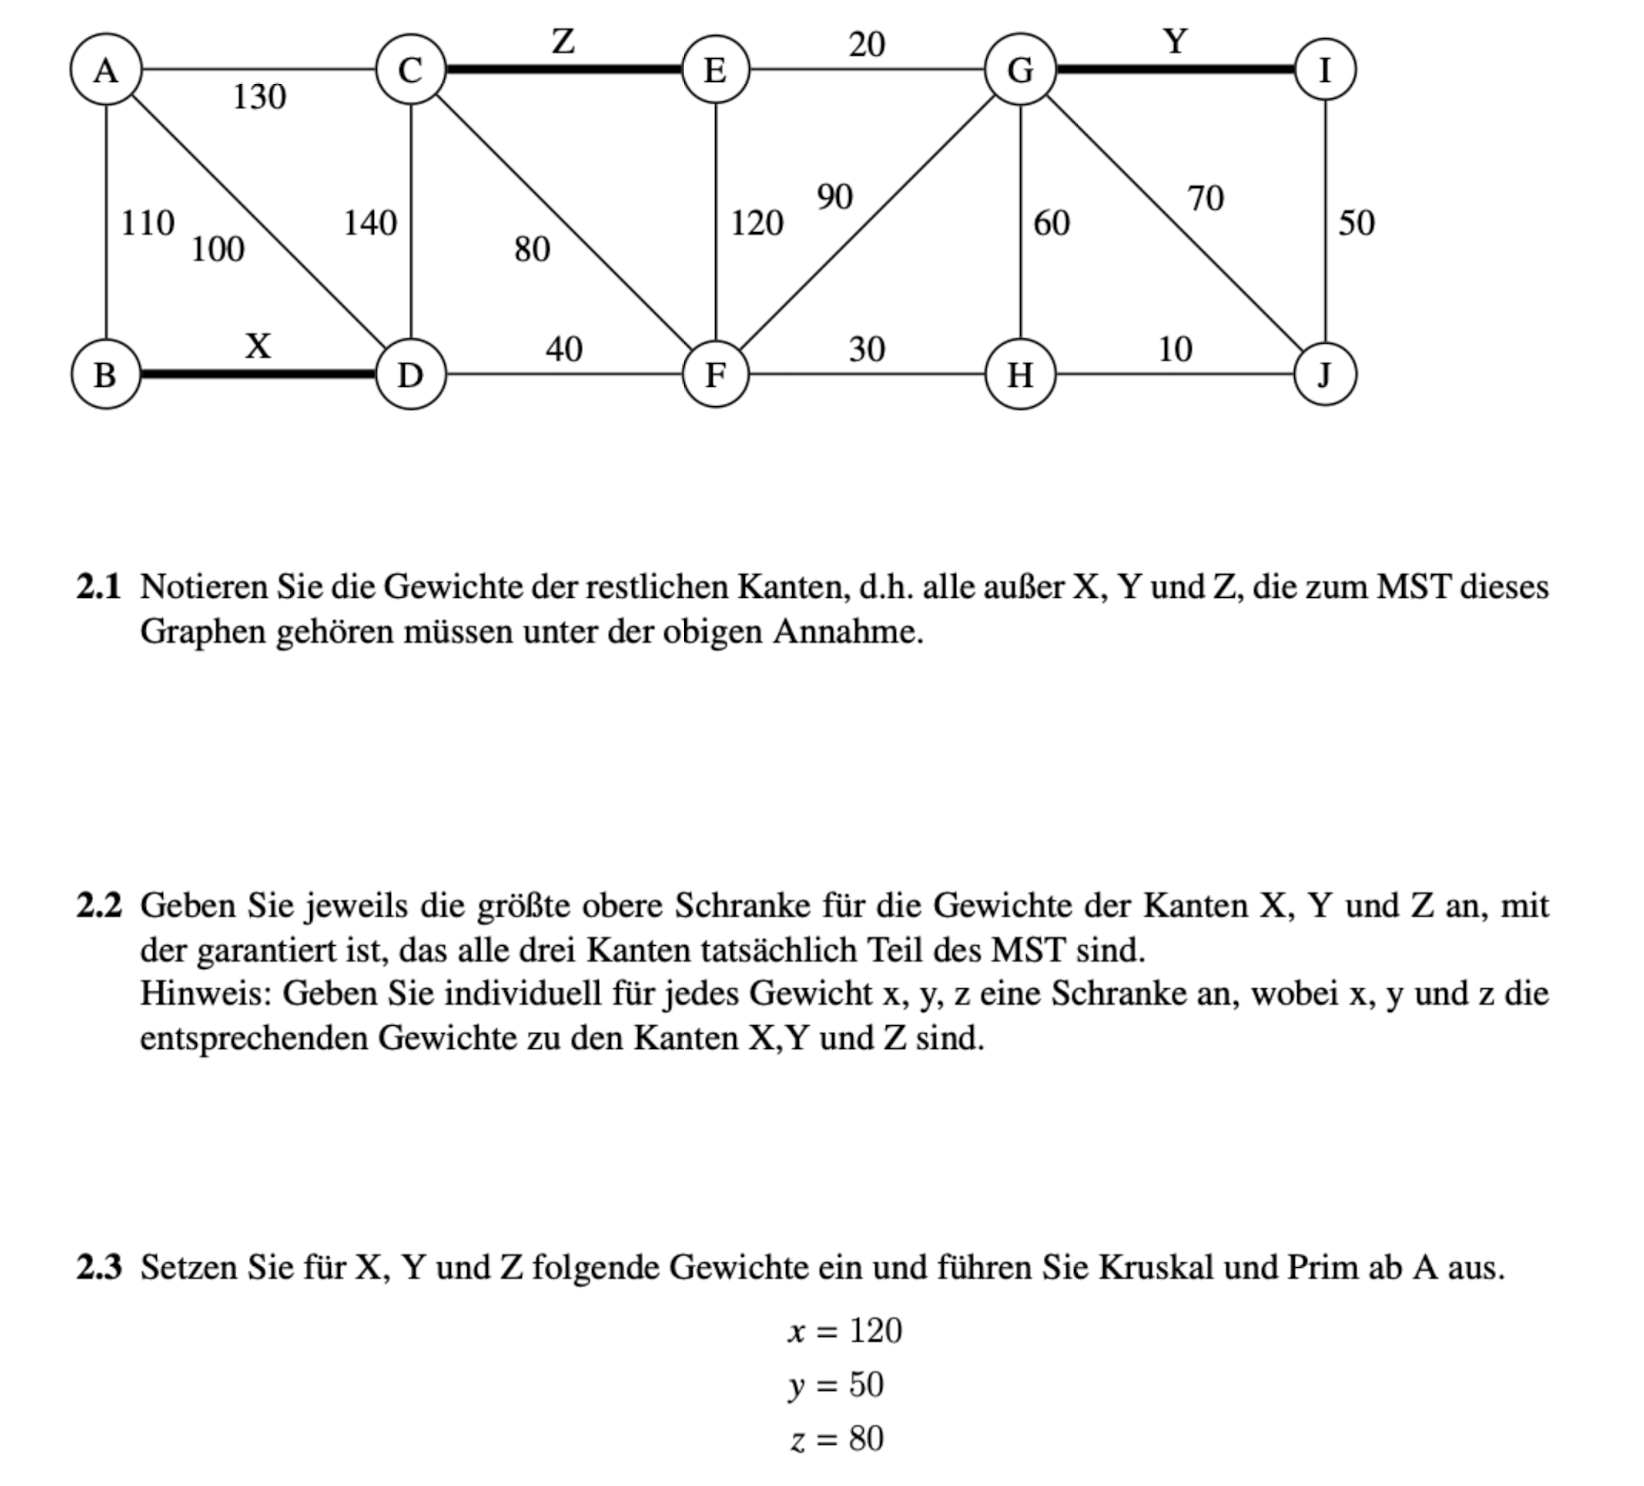 Z 20 Y
A C E G I
130
90 70
110 140 120 60 50
100 80
X 40 30 10
B D F H J
2.1 Notieren Sie die Gewichte der restlichen Kanten, d.h. alle außer X, Y und Z, die zum MST dieses
Graphen gehören müssen unter der obigen Annahme.
2.2 Geben Sie jeweils die größte obere Schranke für die Gewichte der Kanten X, Y und Z an, mit
der garantiert ist, das alle drei Kanten tatsächlich Teil des MST sind.
Hinweis: Geben Sie individuell für jedes Gewicht x, y, z eine Schranke an, wobei x, y und z die
entsprechenden Gewichte zu den Kanten X,Y und Z sind.
2.3 Setzen Sie für X, Y und Z folgende Gewichte ein und führen Sie Kruskal und Prim ab A aus.
x = 120
y = 50
z = 80